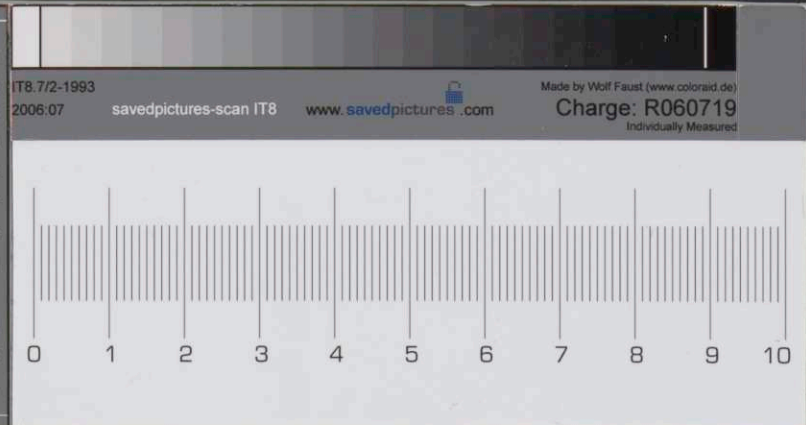 IT8.7/2-1993
2006:07
savedpictures-scan IT8
www.savedpictures.com
Made by Wolf Faust (www.coloraid.de)
Charge: R060719
Individually Measured
0 1 2 3 4 5 6 7 8 9 10